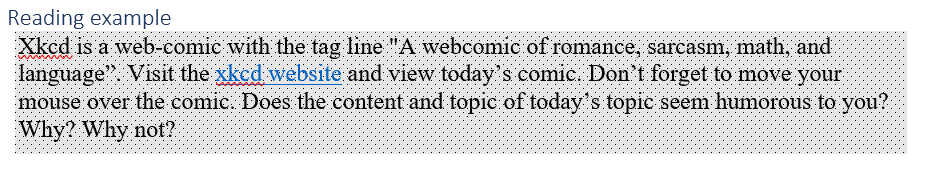 Reading example
Xkcd is a web-comic with the tag line "A webcomic of romance, sarcasm, math, and
language”. Visit the xkcd website and view today’s comic. Don’t forget to move your
mouse over the comic. Does the content and topic of today’s topic seem humorous to you?
Why? Why not?